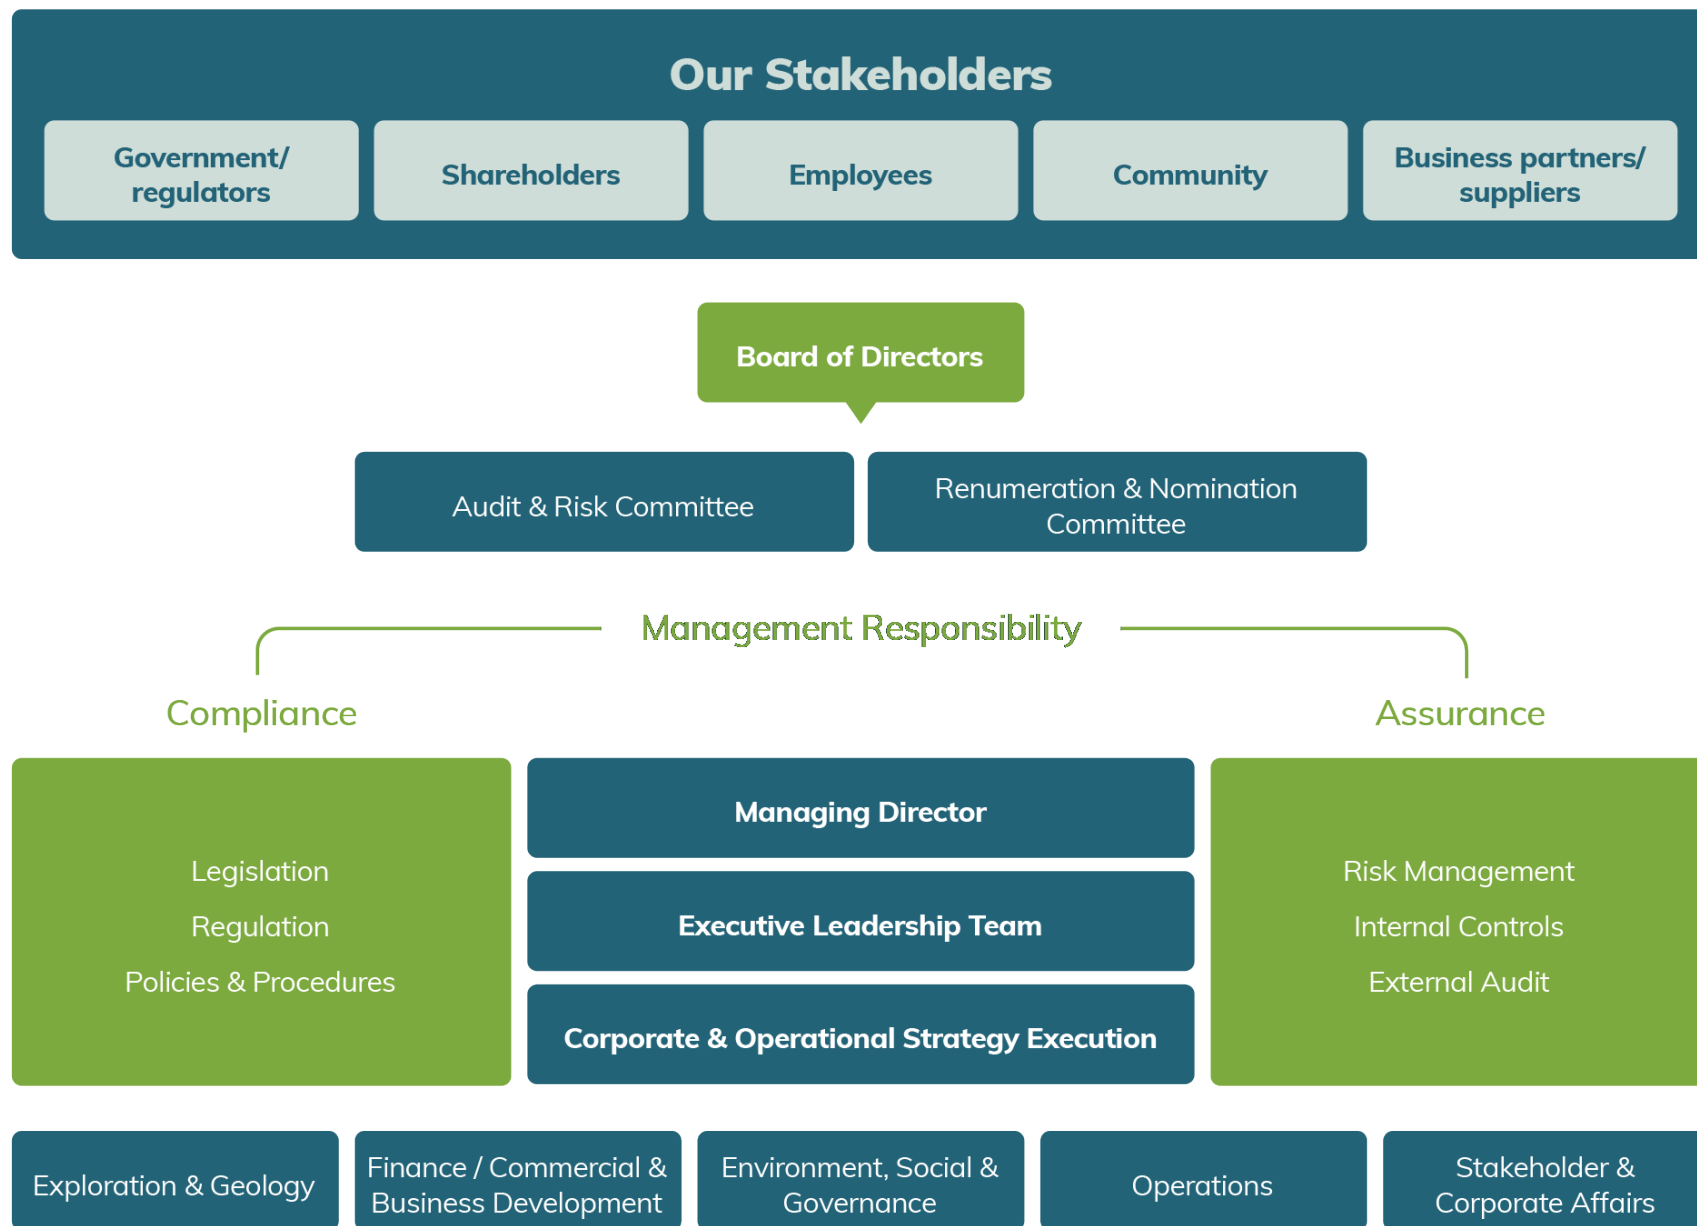 Our Stakeholders
Government/
regulators
Shareholders
Employees
Community
Business partners/
suppliers
Board of Directors
Audit & Risk Committee
Renumeration & Nomination
Committee
Management Responsibility
Compliance
Assurance
Legislation
Regulation
Policies & Procedures
Managing Director
Executive Leadership Team
Corporate & Operational Strategy Execution
Risk Management
Internal Controls
External Audit
Exploration & Geology
Finance / Commercial &
Business Development
Environment, Social &
Governance
Operations
Stakeholder &
Corporate Affairs